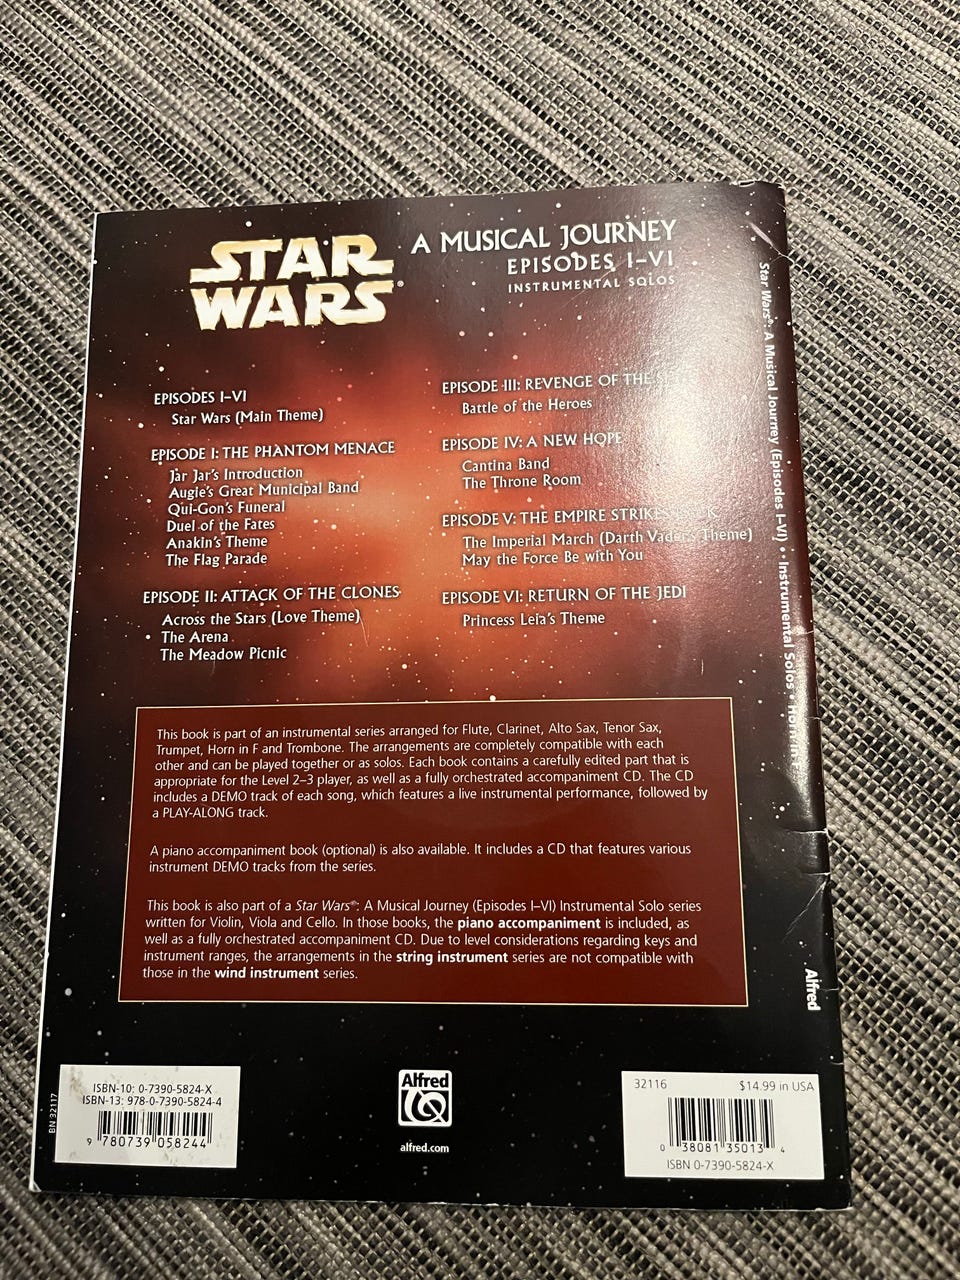 STAR
WARS®
A MUSICAL JOURNEY
EPISODES I–VI
INSTRUMENTAL SOLOS
EPISODES I–VI
Star Wars (Main Theme)
EPISODE I: THE PHANTOM MENACE
Jar Jar's Introduction
Augie's Great Municipal Band
Qui-Gon's Funeral
Duel of the Fates
Anakin's Theme
The Flag Parade
EPISODE II: ATTACK OF THE CLONES
Across the Stars (Love Theme)
The Arena
The Meadow Picnic
EPISODE III: REVENGE OF THE
Battle of the Heroes
EPISODE IV: A NEW HOPE
Cantina Band
The Throne Room
EPISODE V: THE EMPIRE STRIKES
The Imperial March (Darth Vader's Theme)
May the Force Be with You
EPISODE VI: RETURN OF THE JEDI
Princess Leia's Theme
This book is part of an instrumental series arranged for Flute, Clarinet, Alto Sax, Tenor Sax,
Trumpet, Horn in F and Trombone. The arrangements are completely compatible with each
other and can be played together or as solos. Each book contains a carefully edited part that is
appropriate for the Level 2–3 player, as well as a fully orchestrated accompaniment CD. The CD
includes a DEMO track of each song, which features a live instrumental performance, followed by
a PLAY-ALONG track.
A piano accompaniment book (optional) is also available. It includes a CD that features various
instrument DEMO tracks from the series.
This book is also part of a Star Wars®: A Musical Journey (Episodes I–VI) Instrumental Solo series
written for Violin, Viola and Cello. In those books, the piano accompaniment is included, as
well as a fully orchestrated accompaniment CD. Due to level considerations regarding keys and
instrument ranges, the arrangements in the string instrument series are not compatible with
those in the wind instrument series.
BN 32117
ISBN-10: 0-7390-5824-X
ISBN-13: 978-0-7390-5824-4
9 780739 058244
Alfred
alfred.com
32116 $14.99 in USA
0 38081 35013 4
ISBN 0-7390-5824-X
Star Wars®: A Musical Journey (Episodes I–VI) • Instrumental Solos • Horn in F
Alfred